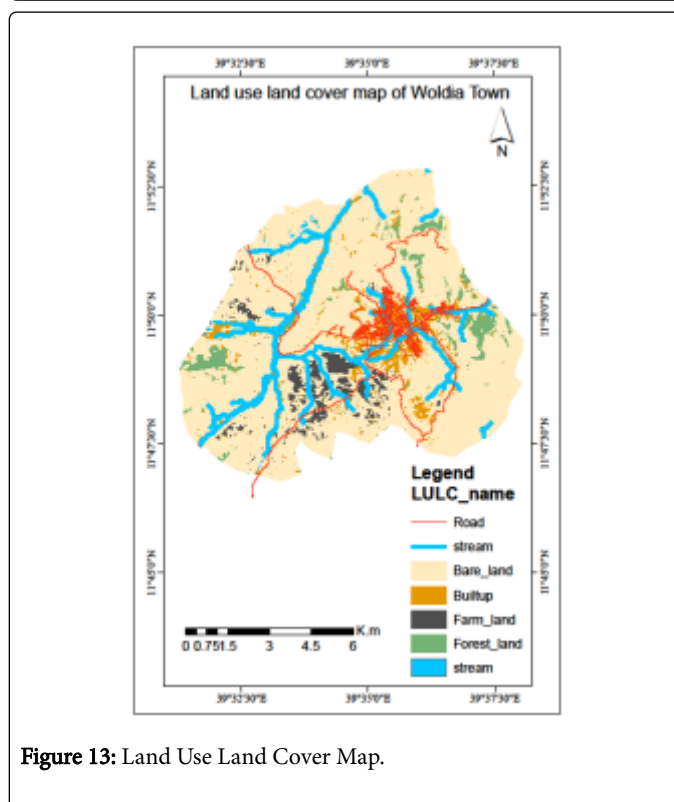 39°32'30"E 39°35'0"E 39°37'30"E
Land use land cover map of Woldia Town
N
11°52'30"N 11°52'30"N
11°50'0"N 11°50'0"N
11°47'30"N 11°47'30"N
11°45'0"N 11°45'0"N
Legend
LULC_name
Road
stream
Bare_land
Builtup
Farm_land
Forest_land
stream
K.m
0 0.751.5 3 4.5 6
39°32'30"E 39°35'0"E 39°37'30"E
Figure 13: Land Use Land Cover Map.